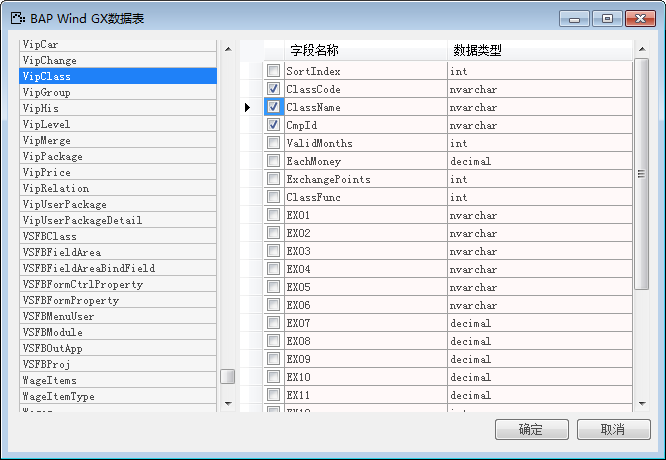 BAP Wind GX数据表
VipCar
VipChange
VipClass
VipGroup
VipHis
VipLevel
VipMerge
VipPackage
VipPrice
VipRelation
VipUserPackage
VipUserPackageDetail
VSFBClass
VSFBFieldArea
VSFBFieldAreaBindField
VSFBFormCtrlProperty
VSFBFormProperty
VSFBMenuUser
VSFBModule
VSFBOutApp
VSFBProj
WageItems
WageItemType
字段名称 数据类型
SortIndex int
ClassCode nvarchar
ClassName nvarchar
CmpId nvarchar
ValidMonths int
EachMoney decimal
ExchangePoints int
ClassFunc int
EX01 nvarchar
EX02 nvarchar
EX03 nvarchar
EX04 nvarchar
EX05 nvarchar
EX06 nvarchar
EX07 decimal
EX08 decimal
EX09 decimal
EX10 decimal
EX11 decimal
确定 取消